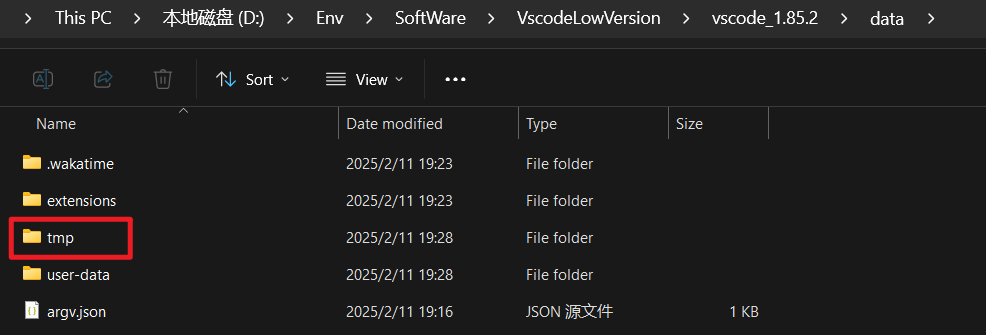 This PC > 本地磁盘 (D:) > Env > SoftWare > VscodeLowVersion > vscode_1.85.2 > data >
Sort View ...
Name Date modified Type Size
.wakatime 2025/2/11 19:23 File folder
extensions 2025/2/11 19:23 File folder
tmp 2025/2/11 19:28 File folder
user-data 2025/2/11 19:28 File folder
argv.json 2025/2/11 19:16 JSON 源文件 1 KB